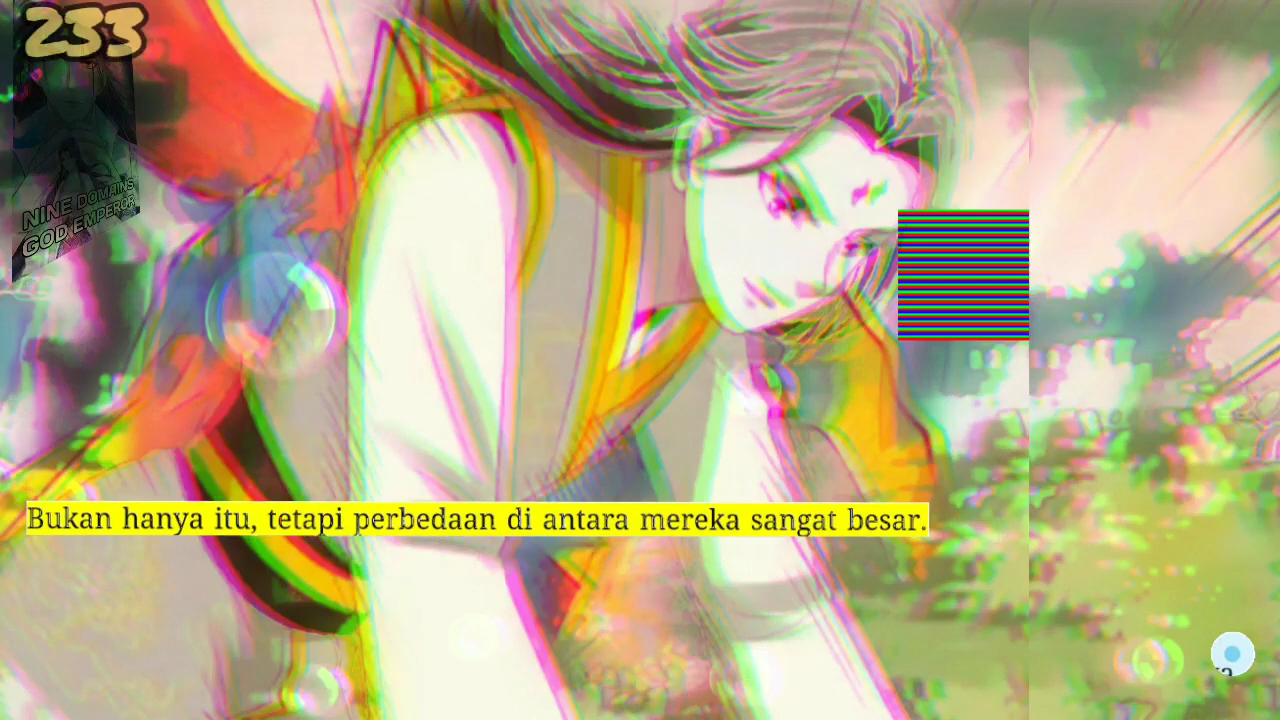 233
NINE DOMAINS
GOD EMPEROR
Bukan hanya itu, tetapi perbedaan di antara mereka sangat besar.